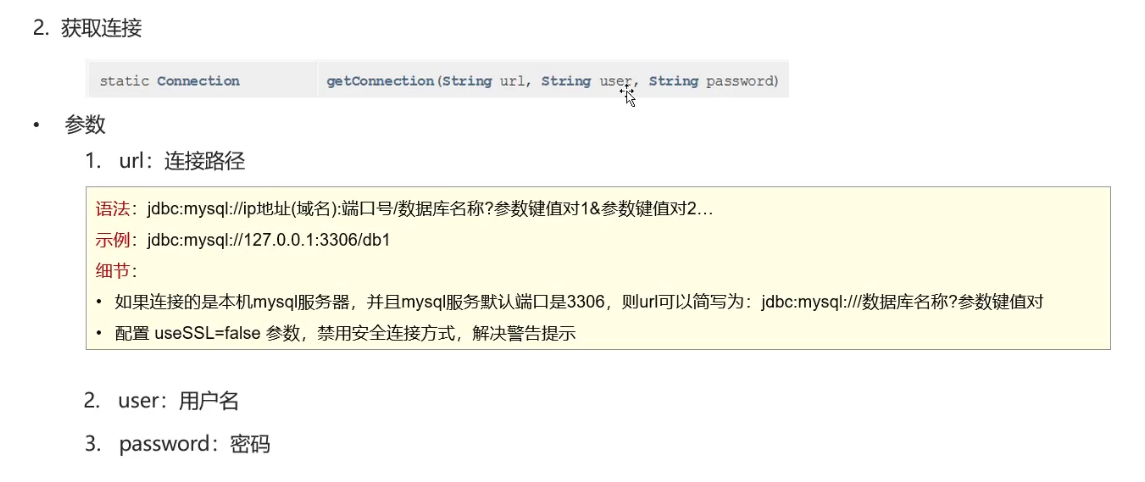 2. 获取连接
static Connection getConnection(String url, String user, String password)
• 参数
1. url：连接路径
语法：jdbc:mysql://ip地址(域名):端口号/数据库名称?参数键值对1&参数键值对2…
示例：jdbc:mysql://127.0.0.1:3306/db1
细节：
• 如果连接的是本机mysql服务器，并且mysql服务默认端口是3306，则url可以简写为：jdbc:mysql:///数据库名称?参数键值对
• 配置 useSSL=false 参数，禁用安全连接方式，解决警告提示
2. user：用户名
3. password：密码